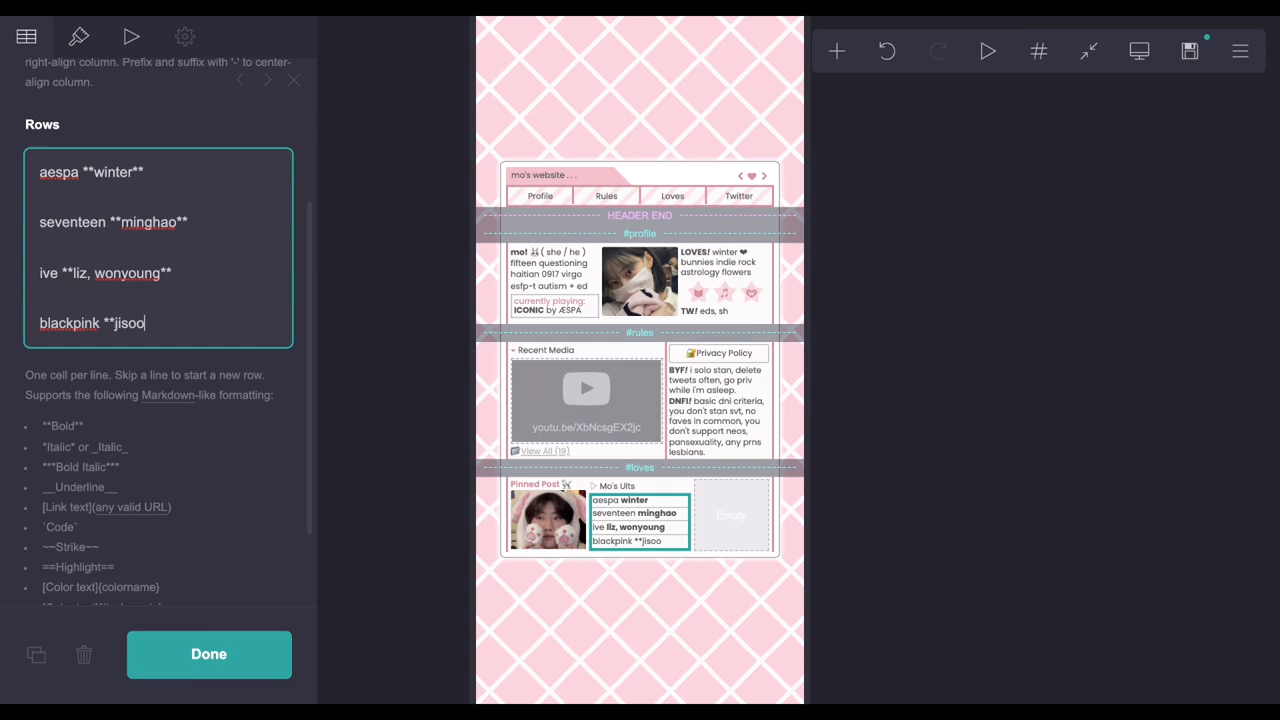 right-align column. Prefix and suffix with '-' to center-
align column.
Rows
aespa **winter**
seventeen **minghao**
ive **liz, wonyoung**
blackpink **jisoo
One cell per line. Skip a line to start a new row.
Supports the following Markdown-like formatting:
**Bold**
*Italic* or _Italic_
***Bold Italic***
__Underline__
[Link text](any valid URL)
`Code`
~~Strike~~
==Highlight==
[Color text]{colorname}
Done
mo's website . . .
Profile
Rules
Loves
Twitter
HEADER END
#profile
mo! 🐰 ( she / he )
fifteen questioning
haitian 0917 virgo
esfp-t autism + ed
currently playing:
ICONIC by ÆSPA
LOVES! winter ❤
bunnies indie rock
astrology flowers
TW! eds, sh
#rules
Recent Media
youtu.be/XbNcsgEX2jc
View All (19)
🔐Privacy Policy
BYF! i solo stan, delete
tweets often, go priv
while i'm asleep.
DNFI! basic dni criteria,
you don't stan svt, no
faves in common, you
don't support neos,
pansexuality, any prns
lesbians.
#loves
Pinned Post
Mo's Ults
aespa winter
seventeen minghao
ive liz, wonyoung
blackpink **jisoo
Empty